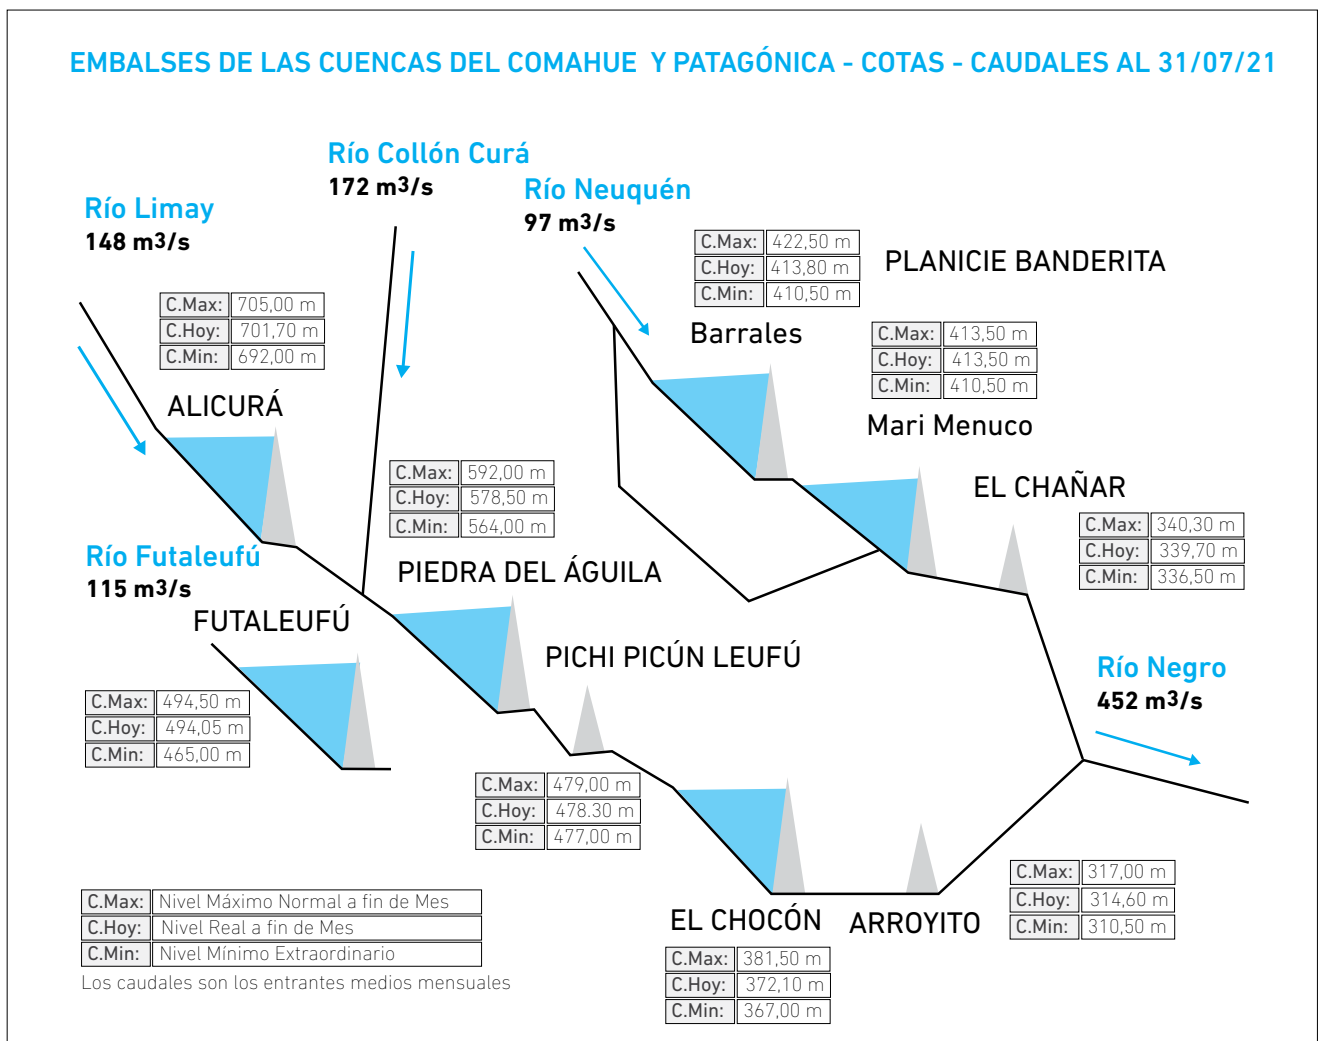 EMBALSES DE LAS CUENCAS DEL COMAHUE Y PATAGÓNICA - COTAS - CAUDALES AL 31/07/21
Río Collón Curá
172 m3/s
Río Limay
148 m3/s
Río Neuquén
97 m3/s
C.Max: 422,50 m
C.Hoy: 413,80 m
C.Min: 410,50 m
PLANICIE BANDERITA
Barrales
C.Max: 705,00 m
C.Hoy: 701,70 m
C.Min: 692,00 m
ALICURÁ
C.Max: 413,50 m
C.Hoy: 413,50 m
C.Min: 410,50 m
Mari Menuco
C.Max: 592,00 m
C.Hoy: 578,50 m
C.Min: 564,00 m
PIEDRA DEL ÁGUILA
EL CHAÑAR
C.Max: 340,30 m
C.Hoy: 339,70 m
C.Min: 336,50 m
Río Futaleufú
115 m3/s
FUTALEUFÚ
C.Max: 494,50 m
C.Hoy: 494,05 m
C.Min: 465,00 m
PICHI PICÚN LEUFÚ
C.Max: 479,00 m
C.Hoy: 478.30 m
C.Min: 477,00 m
Río Negro
452 m3/s
C.Max: 317,00 m
C.Hoy: 314,60 m
C.Min: 310,50 m
EL CHOCÓN
ARROYITO
C.Max: 381,50 m
C.Hoy: 372,10 m
C.Min: 367,00 m
C.Max: Nivel Máximo Normal a fin de Mes
C.Hoy: Nivel Real a fin de Mes
C.Min: Nivel Mínimo Extraordinario
Los caudales son los entrantes medios mensuales